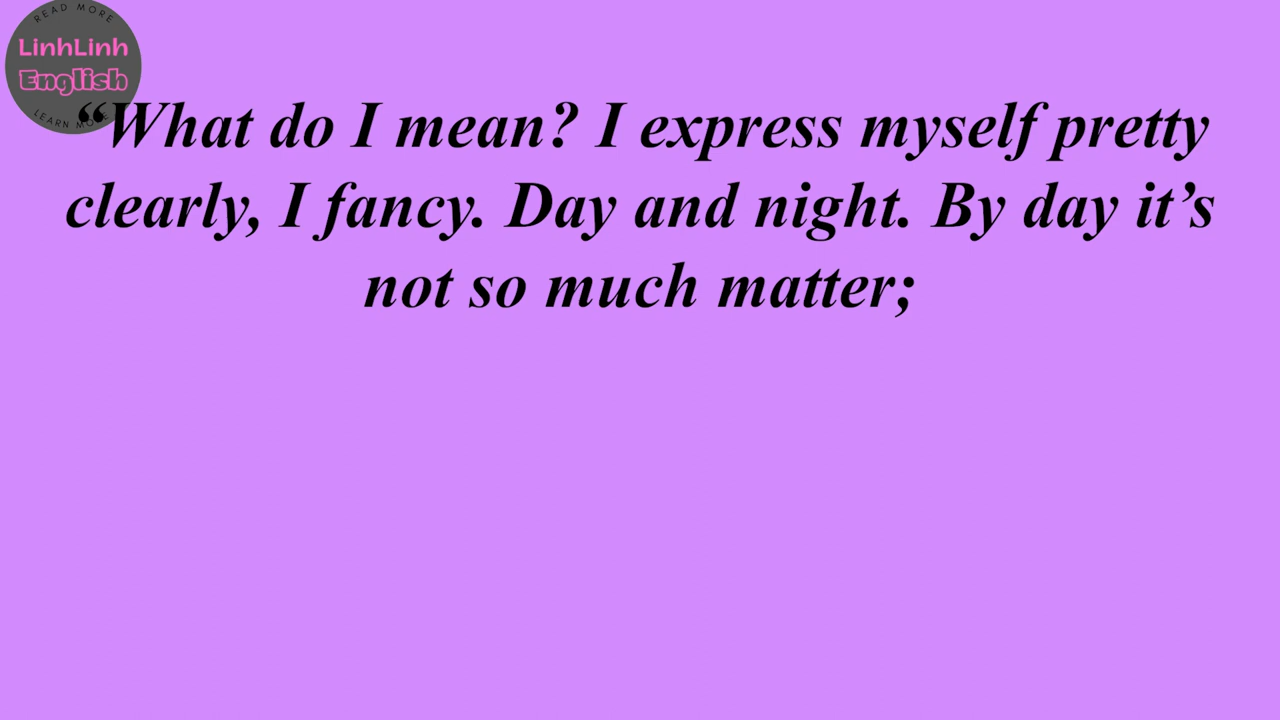 READ MORE
LinhLinh
English
LEARN MORE
“What do I mean? I express myself pretty
clearly, I fancy. Day and night. By day it’s
not so much matter;